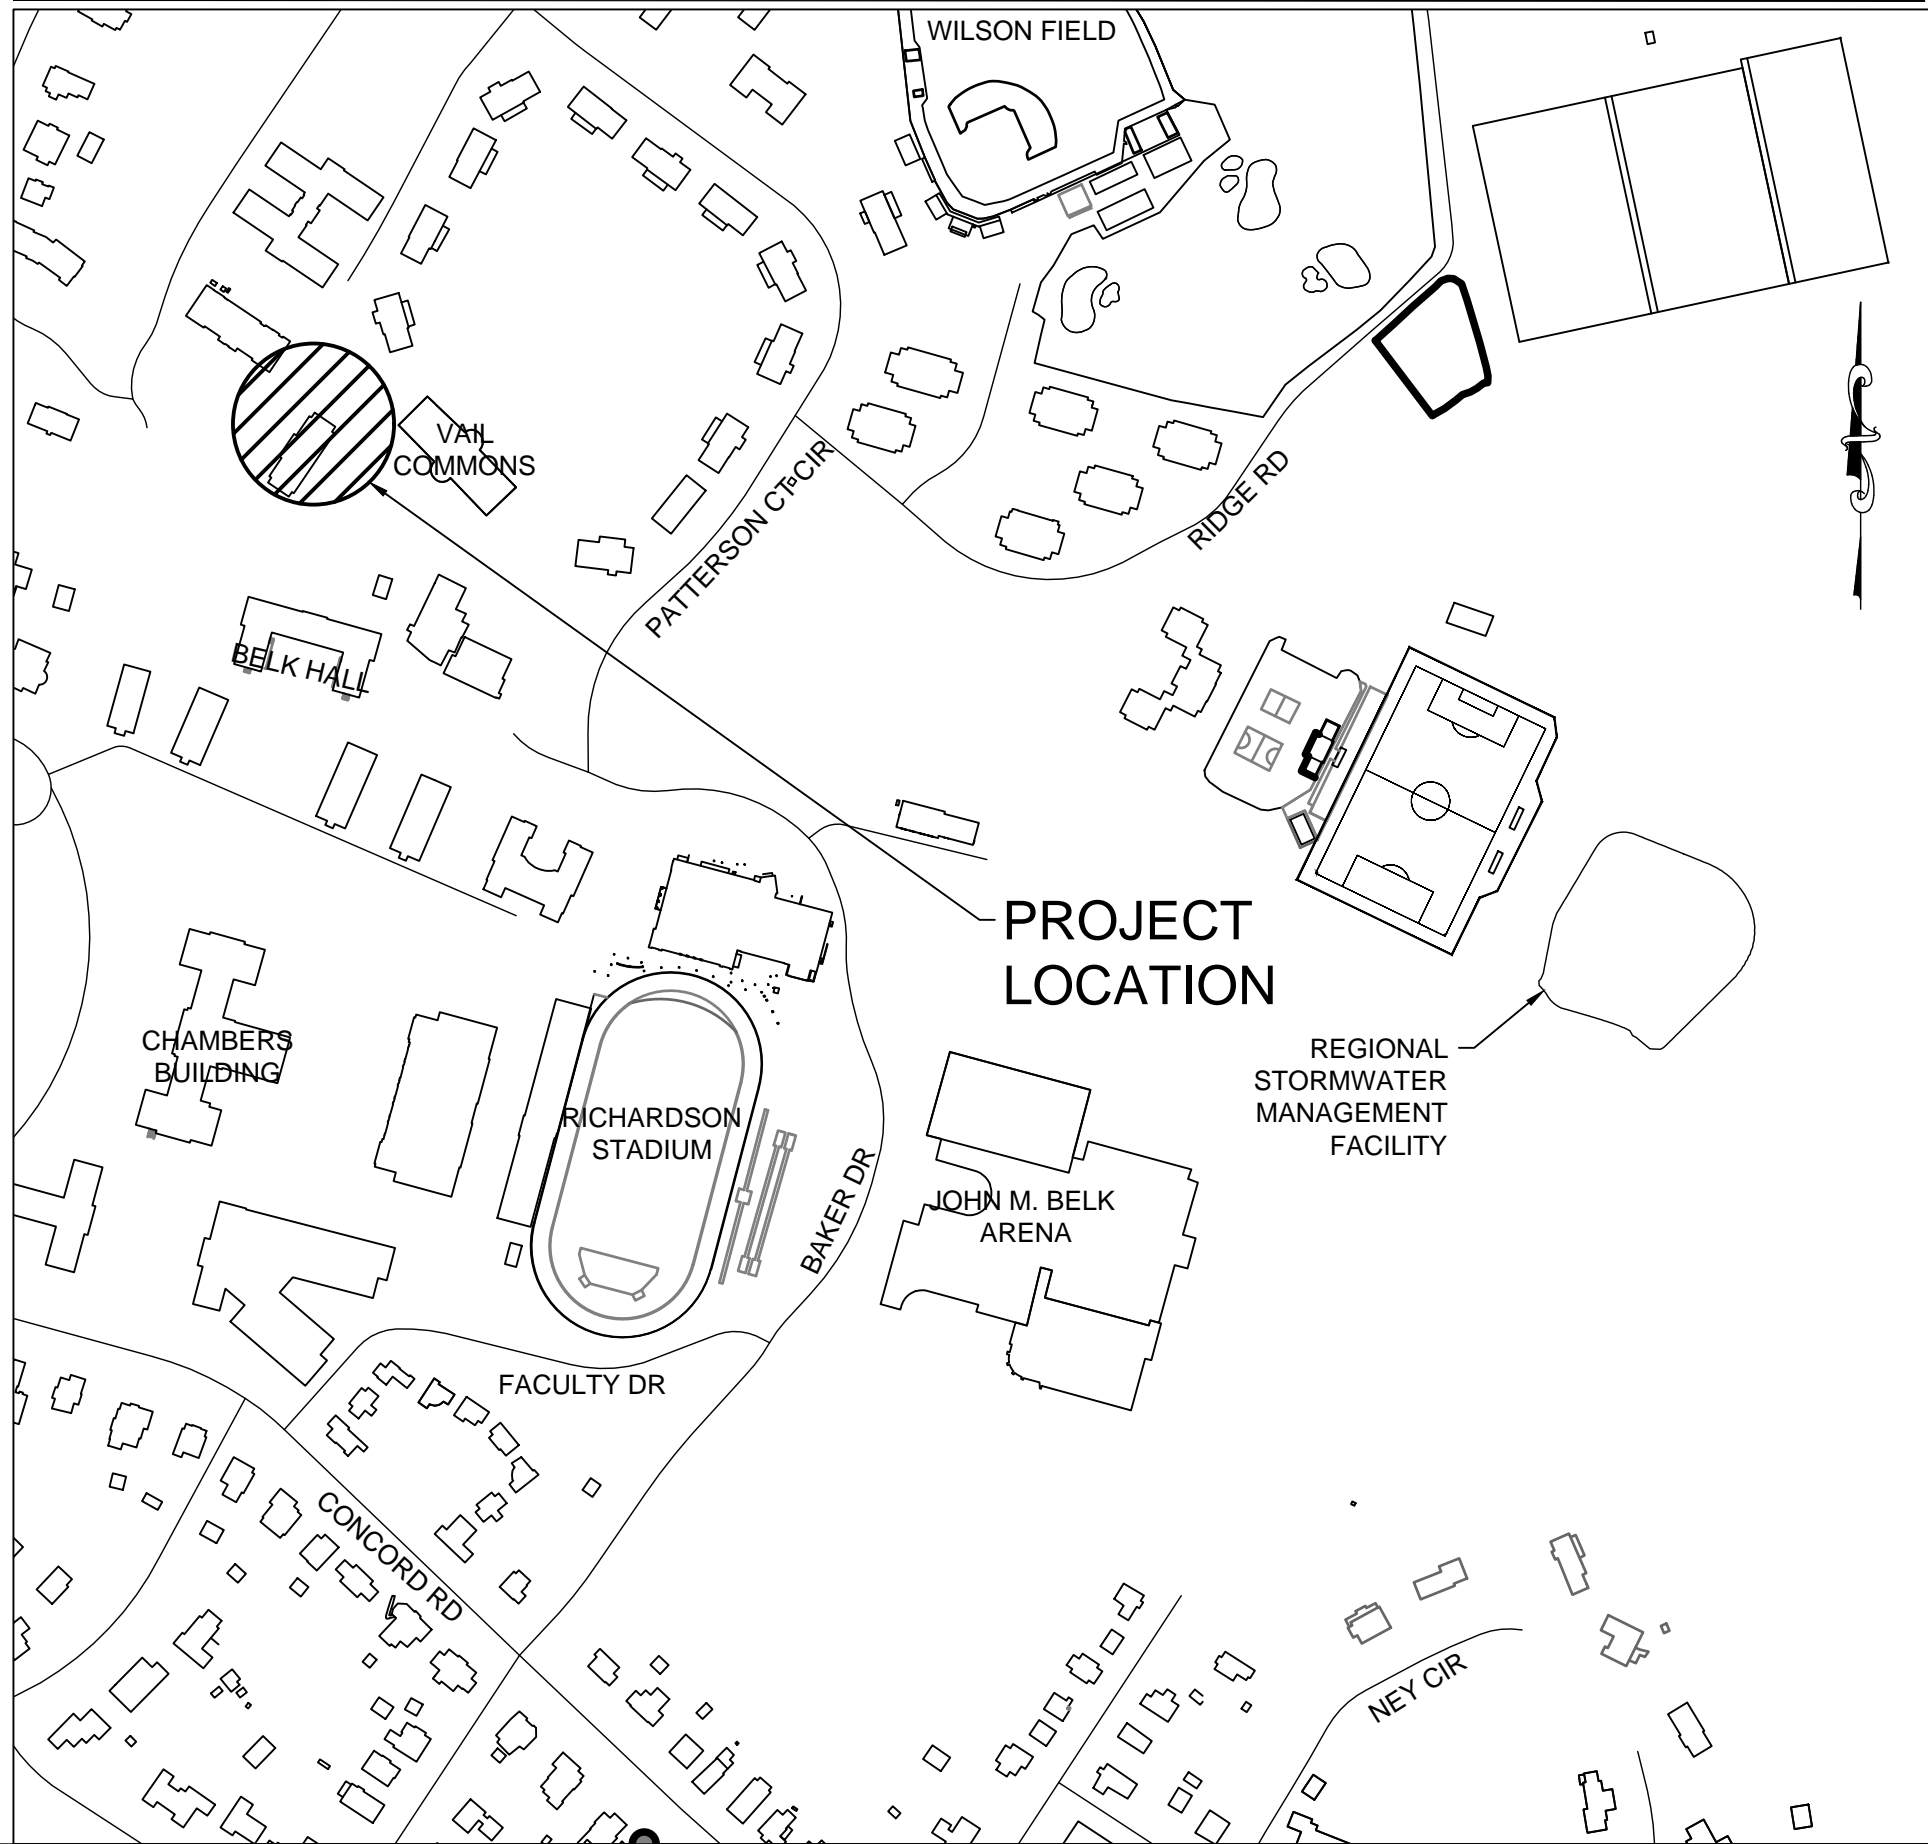 WILSON FIELD
VAIL
COMMONS
PATTERSON CT CIR
RIDGE RD
BELK HALL
PROJECT
LOCATION
CHAMBERS
BUILDING
REGIONAL
STORMWATER
MANAGEMENT
FACILITY
RICHARDSON
STADIUM
BAKER DR
JOHN M. BELK
ARENA
FACULTY DR
CONCORD RD
NEY CIR